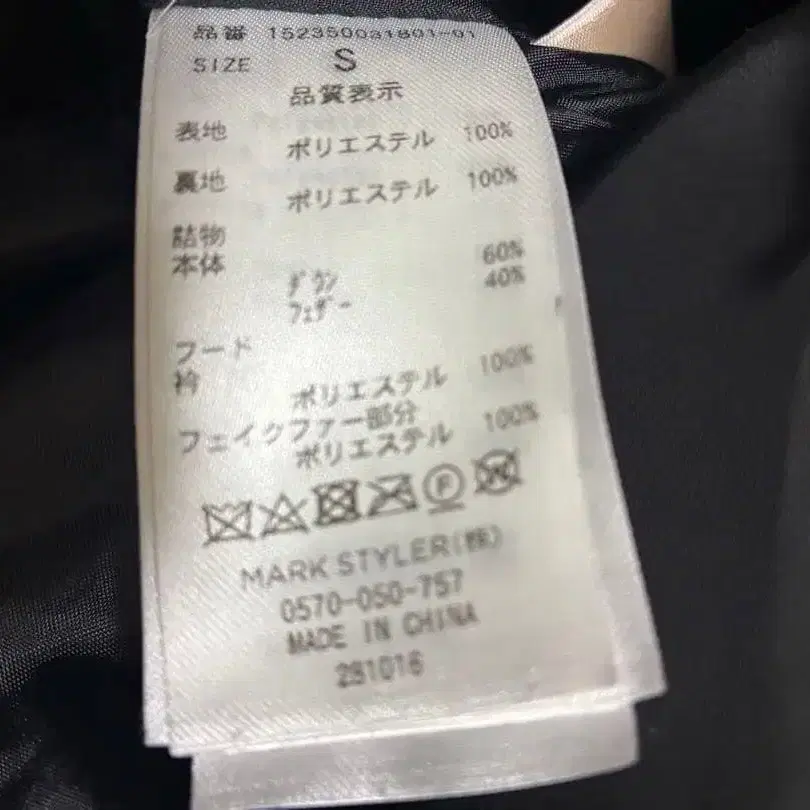 品番 152350031801-01
SIZE S
品質表示
表地 ポリエステル 100%
裏地 ポリエステル 100%
詰物
本体 ダウン 60%
フェザー 40%
フード
衿 ポリエステル 100%
フェイクファー部分
ポリエステル 100%
F W
MARK STYLER(株)
0570-050-757
MADE IN CHINA
281016